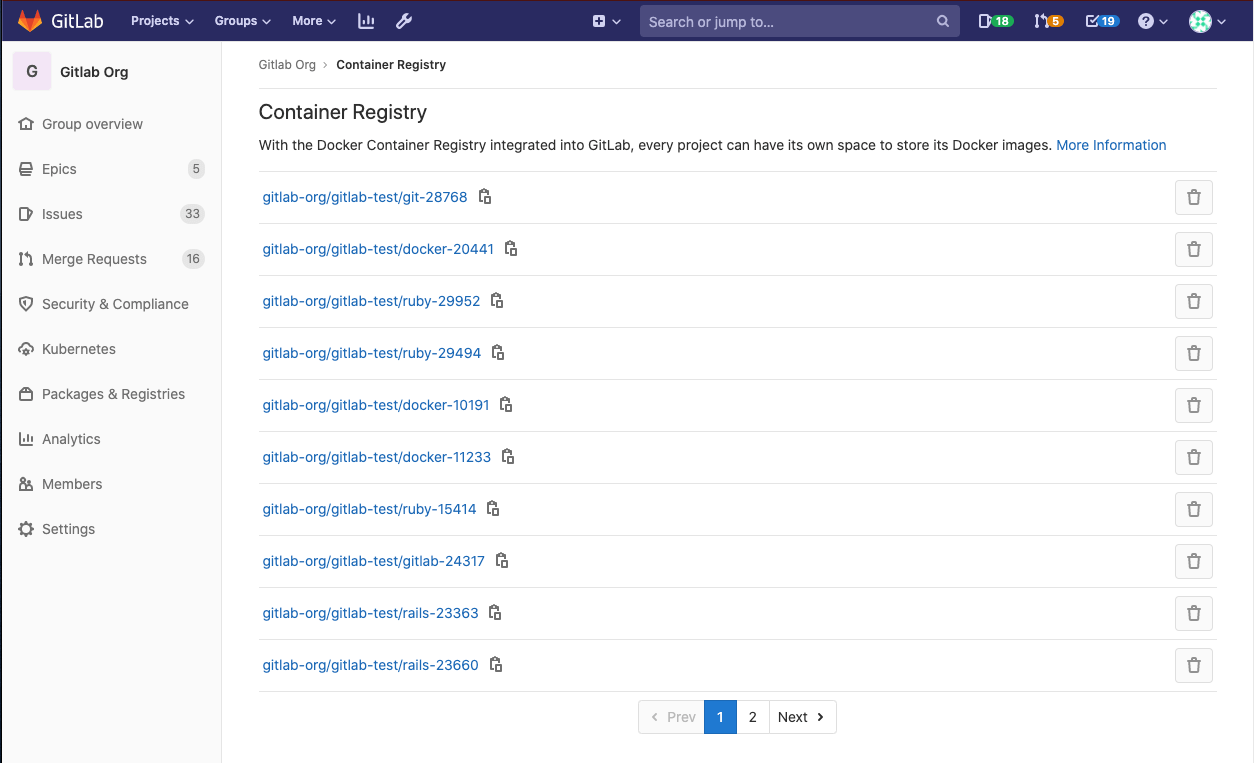 GitLab Projects Groups More Search or jump to... 18 5 19
G Gitlab Org
Group overview
Epics 5
Issues 33
Merge Requests 16
Security & Compliance
Kubernetes
Packages & Registries
Analytics
Members
Settings
Gitlab Org › Container Registry
Container Registry
With the Docker Container Registry integrated into GitLab, every project can have its own space to store its Docker images. More Information
gitlab-org/gitlab-test/git-28768
gitlab-org/gitlab-test/docker-20441
gitlab-org/gitlab-test/ruby-29952
gitlab-org/gitlab-test/ruby-29494
gitlab-org/gitlab-test/docker-10191
gitlab-org/gitlab-test/docker-11233
gitlab-org/gitlab-test/ruby-15414
gitlab-org/gitlab-test/gitlab-24317
gitlab-org/gitlab-test/rails-23363
gitlab-org/gitlab-test/rails-23660
‹ Prev 1 2 Next ›